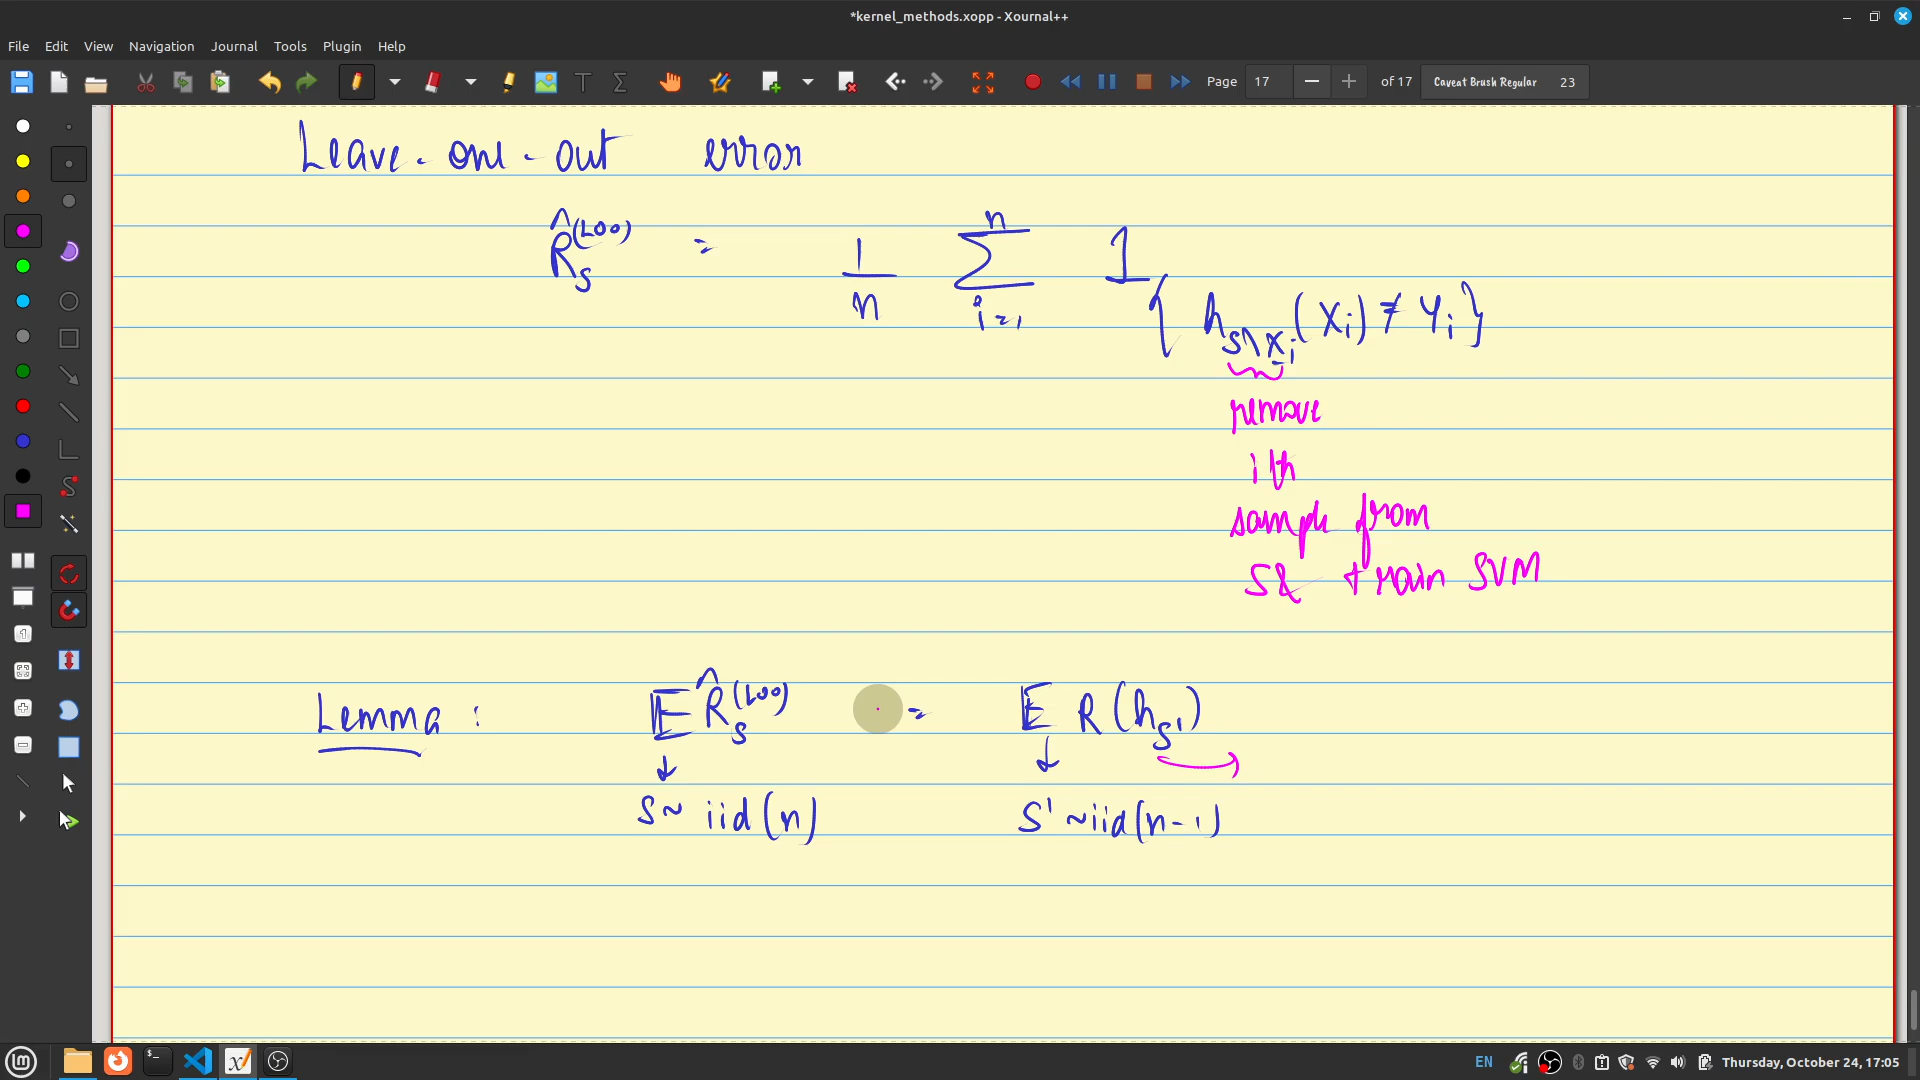 *kernel_methods.xopp - Xournal++
File Edit View Navigation Journal Tools Plugin Help
Page 17 of 17 Caveat Brush Regular 23
Leave-one-out error
R̂_S^(LOO) = 1/n Σ_{i=1}^{n} 1{h_{S\X_i}(X_i) ≠ Y_i}
remove
ith
sample from
S & train SVM
Lemma : E R̂_S^(LOO) = E R(h_{S'})
↓ ↓
S ~ iid(n) S' ~ iid(n-1)
EN Thursday, October 24, 17:05